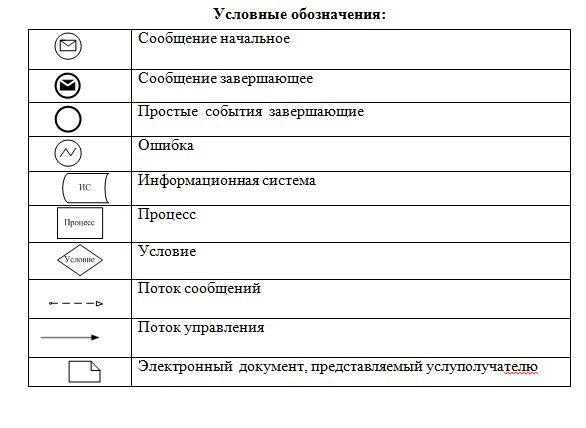 Условные обозначения:
Сообщение начальное
Сообщение завершающее
Простые события завершающие
Ошибка
ИС
Информационная система
Процесс
Процесс
Условие
Условие
Поток сообщений
Поток управления
Электронный документ, представляемый услуполучателю